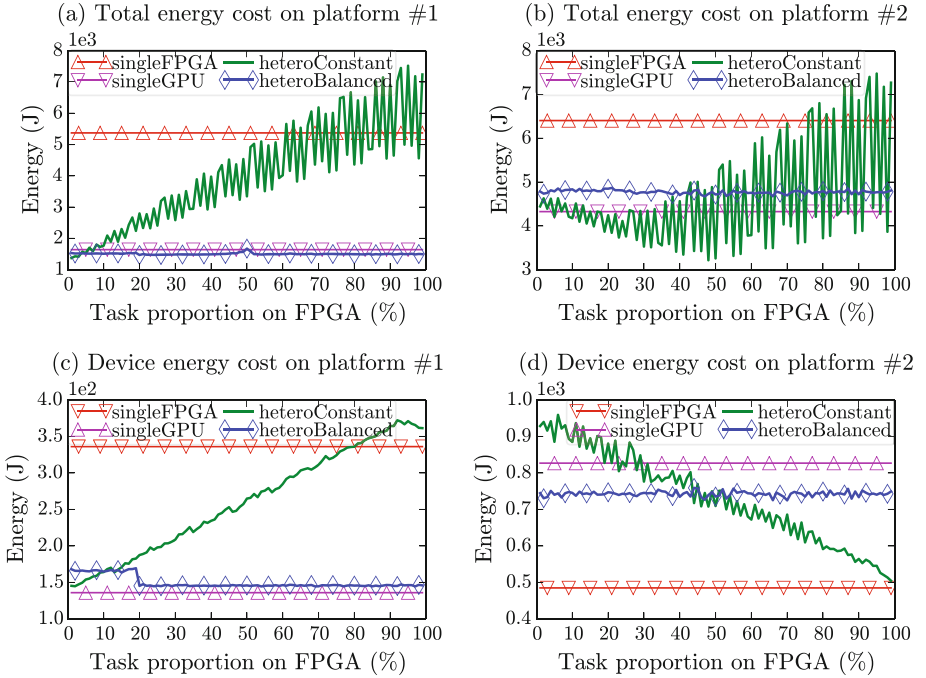 (a) Total energy cost on platform #1
1e3
8
7
6
5
4
3
2
1
Energy (J)
singleFPGA
heteroConstant
singleGPU
heteroBalanced
0 10 20 30 40 50 60 70 80 90 100
Task proportion on FPGA (%)
(b) Total energy cost on platform #2
1e3
8
7
6
5
4
3
Energy (J)
singleFPGA
heteroConstant
singleGPU
heteroBalanced
0 10 20 30 40 50 60 70 80 90 100
Task proportion on FPGA (%)
(c) Device energy cost on platform #1
1e2
4.0
3.5
3.0
2.5
2.0
1.5
1.0
Energy (J)
singleFPGA
heteroConstant
singleGPU
heteroBalanced
0 10 20 30 40 50 60 70 80 90 100
Task proportion on FPGA (%)
(d) Device energy cost on platform #2
1e3
1.0
0.9
0.8
0.7
0.6
0.5
0.4
Energy (J)
singleFPGA
heteroConstant
singleGPU
heteroBalanced
0 10 20 30 40 50 60 70 80 90 100
Task proportion on FPGA (%)